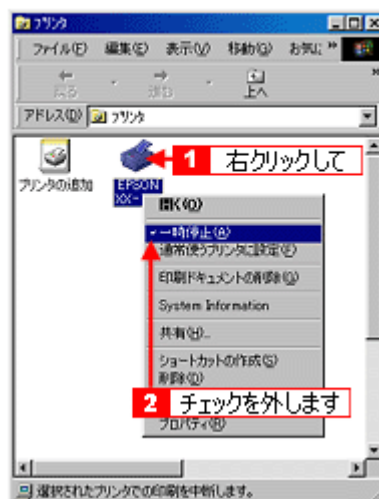 プリンタ
ファイル(F) 編集(E) 表示(V) 移動(G) お気に »
戻る 進む 上へ »
アドレス(D) プリンタ
1 右クリックして
プリンタの追加 EPSON
XX-
開く(O)
一時停止(A)
通常使うプリンタに設定(E)
印刷ドキュメントの削除(G)
System Information
共有(H)...
ショートカットの作成(S)
削除(D)
2 チェックを外します
プロパティ(R)
選択されたプリンタでの印刷を中断します。